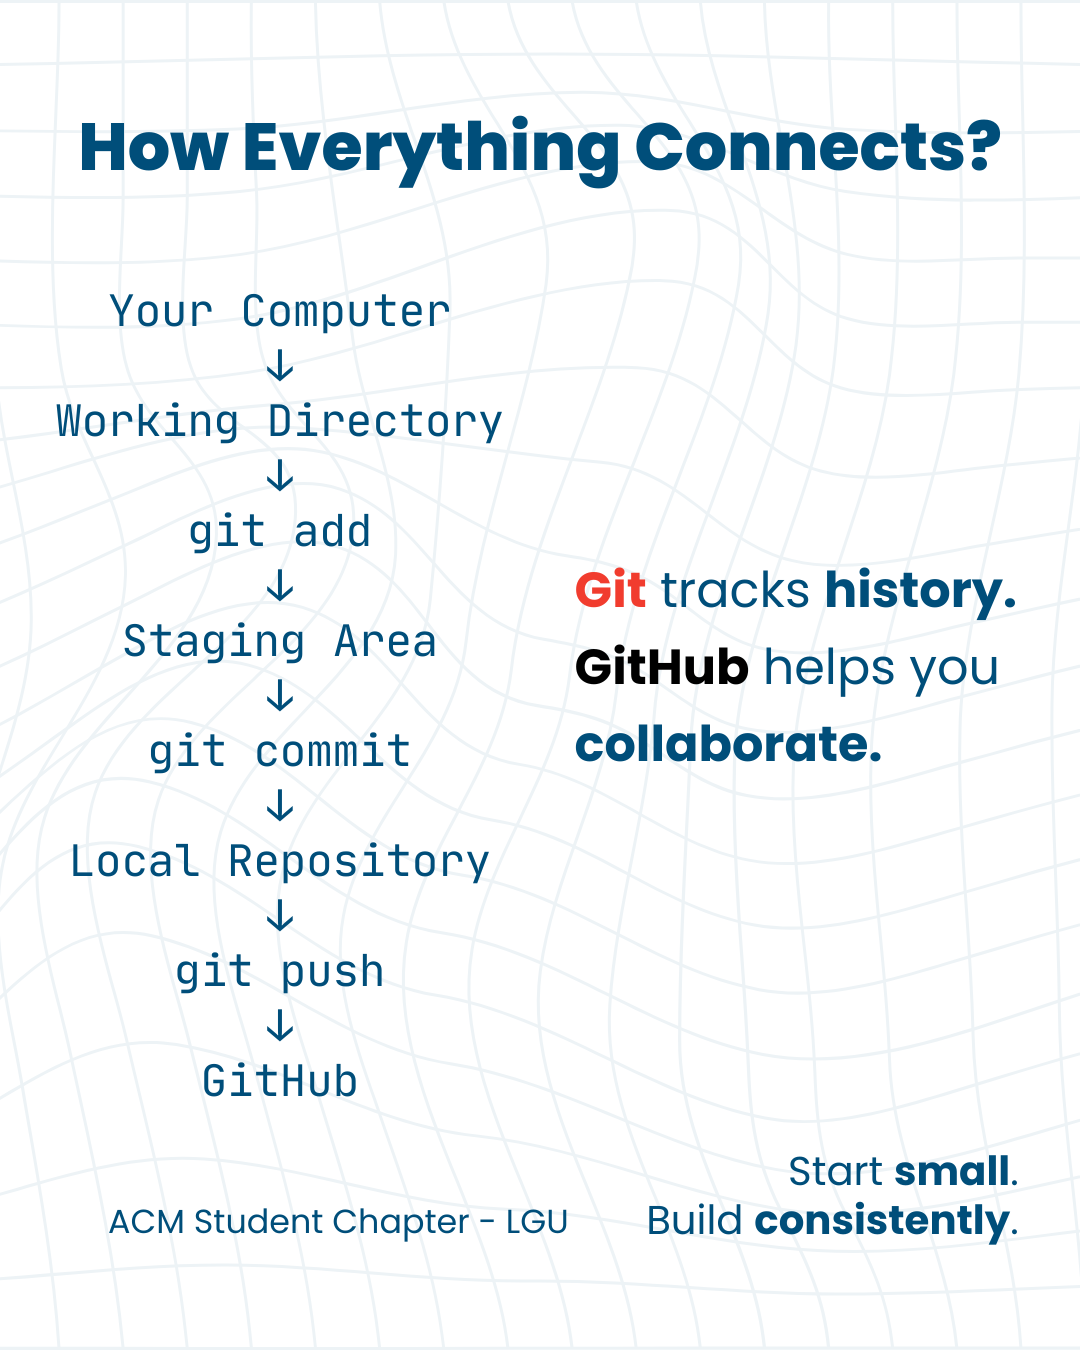 How Everything Connects?
Your Computer
↓
Working Directory
↓
git add
↓
Staging Area
↓
git commit
↓
Local Repository
↓
git push
↓
GitHub
Git tracks history.
GitHub helps you
collaborate.
Start small.
Build consistently.
ACM Student Chapter - LGU